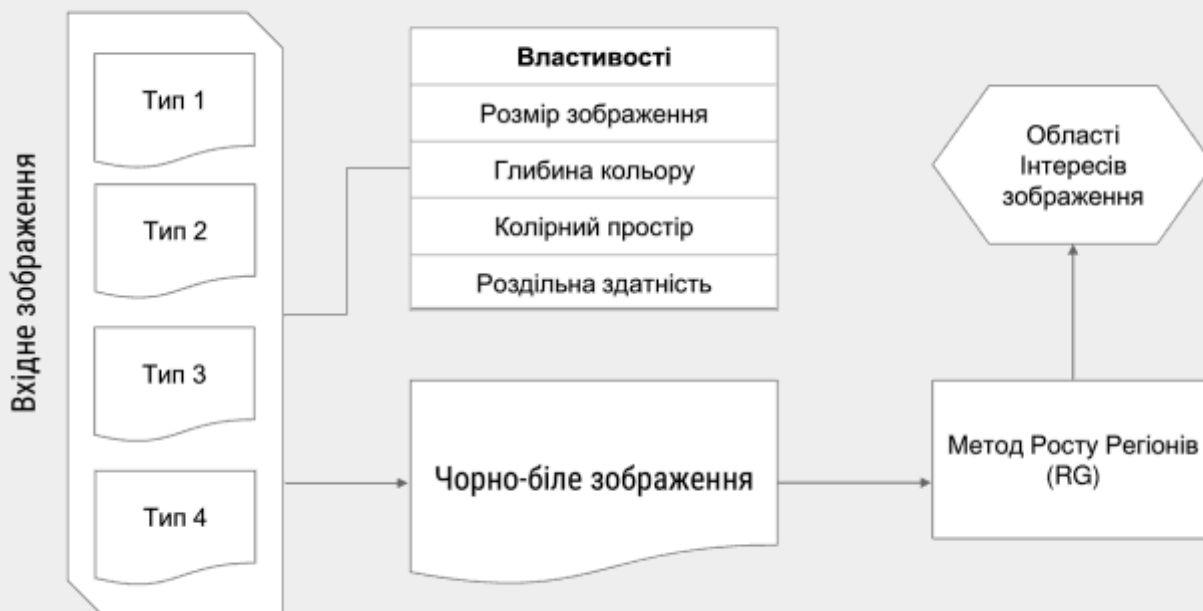 Вхідне зображення
Тип 1
Тип 2
Тип 3
Тип 4
Властивості
Розмір зображення
Глибина кольору
Колірний простір
Роздільна здатність
Чорно-біле зображення
Метод Росту Регіонів
(RG)
Області
Інтересів
зображення